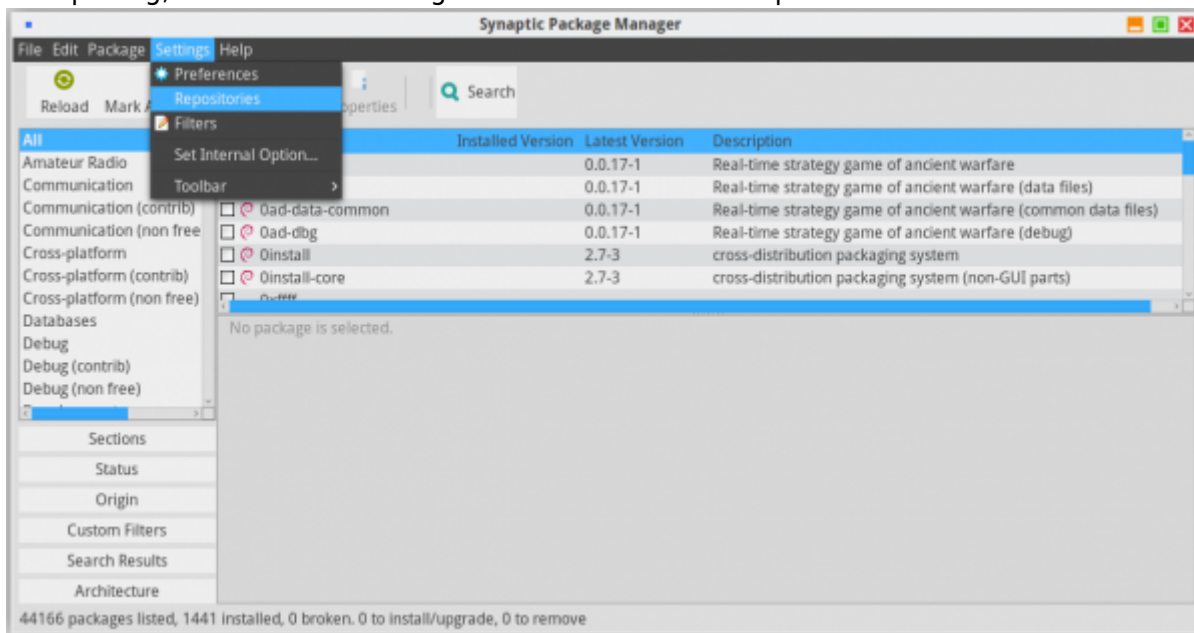 Synaptic Package Manager
File Edit Package Settings Help
Preferences
Repositories
Filters
Set Internal Option...
Toolbar
Reload Mark
Search
All
Amateur Radio
Communication
Communication (contrib)
Communication (non free
Cross-platform
Cross-platform (contrib)
Cross-platform (non free)
Databases
Debug
Debug (contrib)
Debug (non free)
Installed Version Latest Version Description
0.0.17-1 Real-time strategy game of ancient warfare
0.0.17-1 Real-time strategy game of ancient warfare (data files)
0ad-data-common 0.0.17-1 Real-time strategy game of ancient warfare (common data files)
0ad-dbg 0.0.17-1 Real-time strategy game of ancient warfare (debug)
0install 2.7-3 cross-distribution packaging system
0install-core 2.7-3 cross-distribution packaging system (non-GUI parts)
No package is selected.
Sections
Status
Origin
Custom Filters
Search Results
Architecture
44166 packages listed, 1441 installed, 0 broken. 0 to install/upgrade, 0 to remove